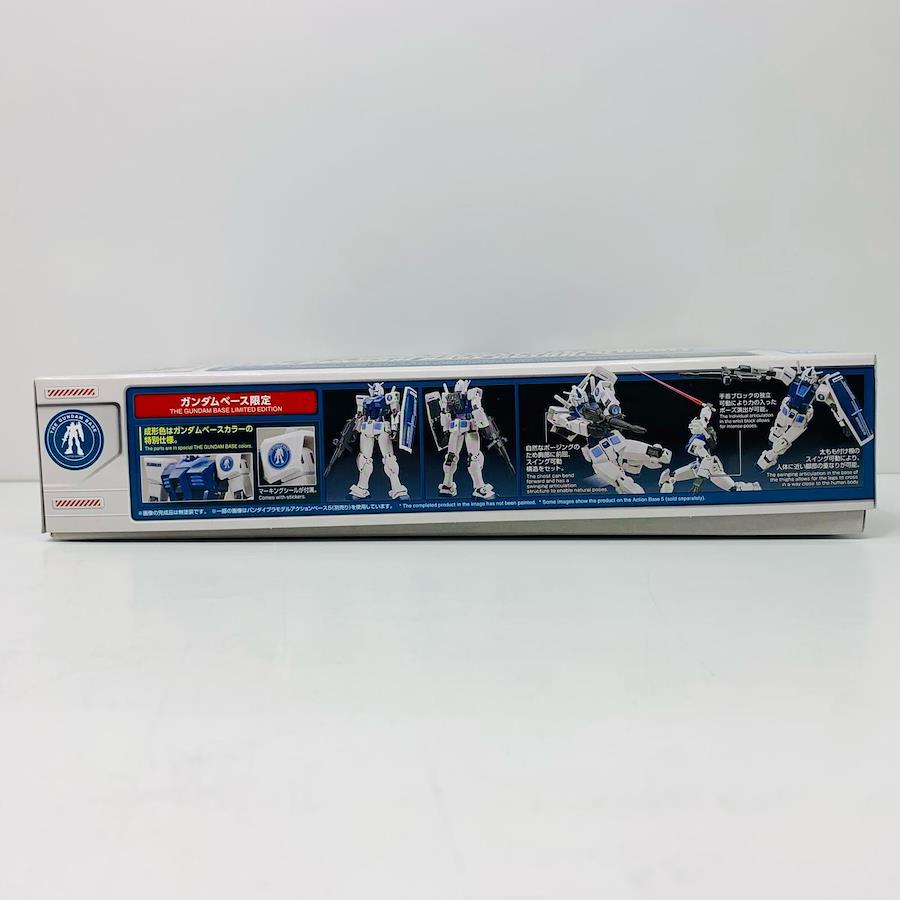 THE GUNDAM BASE
ガンダムベース限定
THE GUNDAM BASE LIMITED EDITION
成形色はガンダムベースカラーの
特別仕様。
The parts are in special THE GUNDAM BASE colors.
マーキングシールが付属。
Comes with stickers.
自然なポージングの
ため胸部に前屈、
スイング可動
構造をセット。
The chest can bend
forward and has a
swinging articulation
structure to enable natural poses.
手首ブロックの独立
可動により力の入った
ポーズ演出が可能。
The individual articulation
in the wrist block allows
for intense poses.
太もも付け根の
スイング可動により、
人体に近い脚部の重なりが可能。
The swinging articulation in the base of
the thighs allows for the legs to cross
in a way close to the human body.
※画像の完成品は無塗装です。 ※一部の画像はバンダイプラモデルアクションベース5(別売り)を使用しています。 * The completed product in the image has not been painted. * Some images show the product on the Action Base 5 (sold separately).